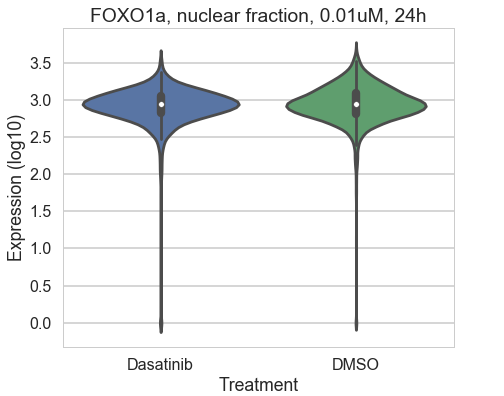 FOXO1a, nuclear fraction, 0.01uM, 24h
3.5
3.0
2.5
2.0
1.5
1.0
0.5
0.0
Expression (log10)
Dasatinib DMSO
Treatment